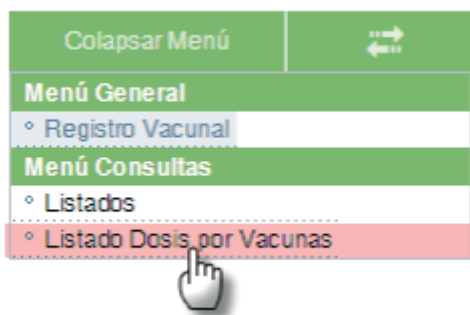 Colapsar Menú
Menú General
° Registro Vacunal
Menú Consultas
° Listados
° Listado Dosis por Vacunas